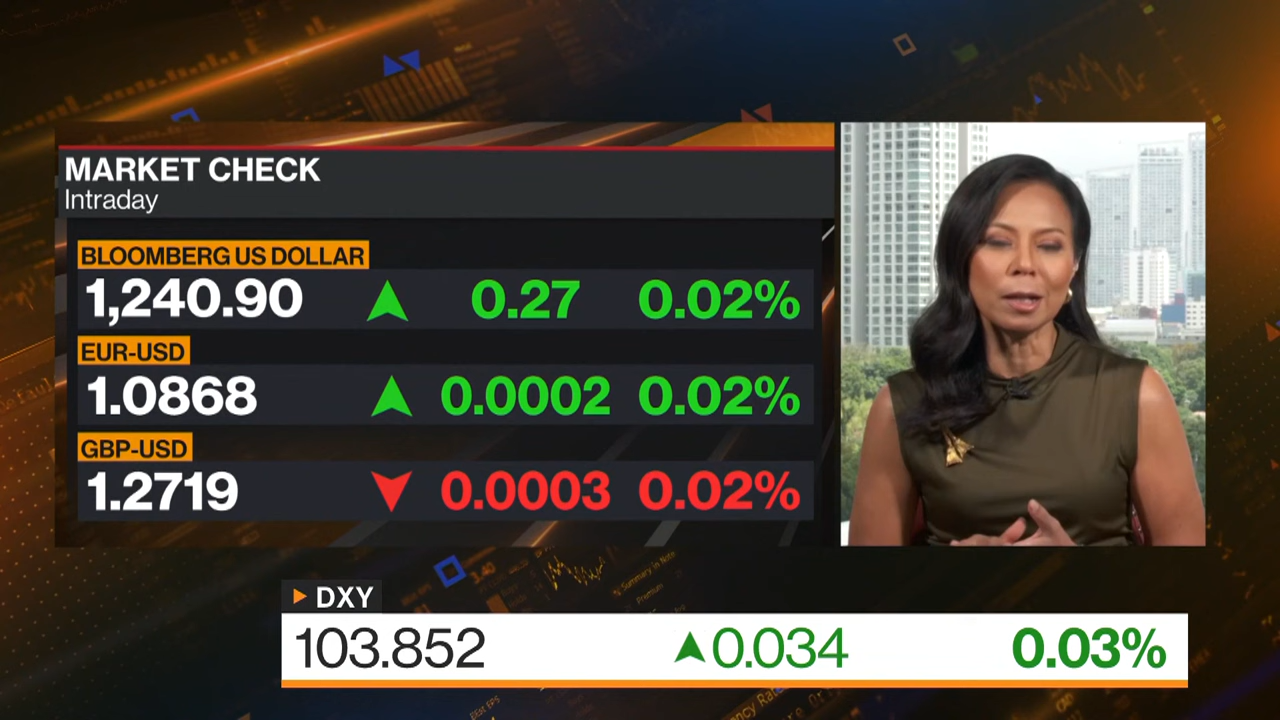 MARKET CHECK
Intraday
BLOOMBERG US DOLLAR
1,240.90 0.27 0.02%
EUR-USD
1.0868 0.0002 0.02%
GBP-USD
1.2719 0.0003 0.02%
DXY
103.852 0.034 0.03%